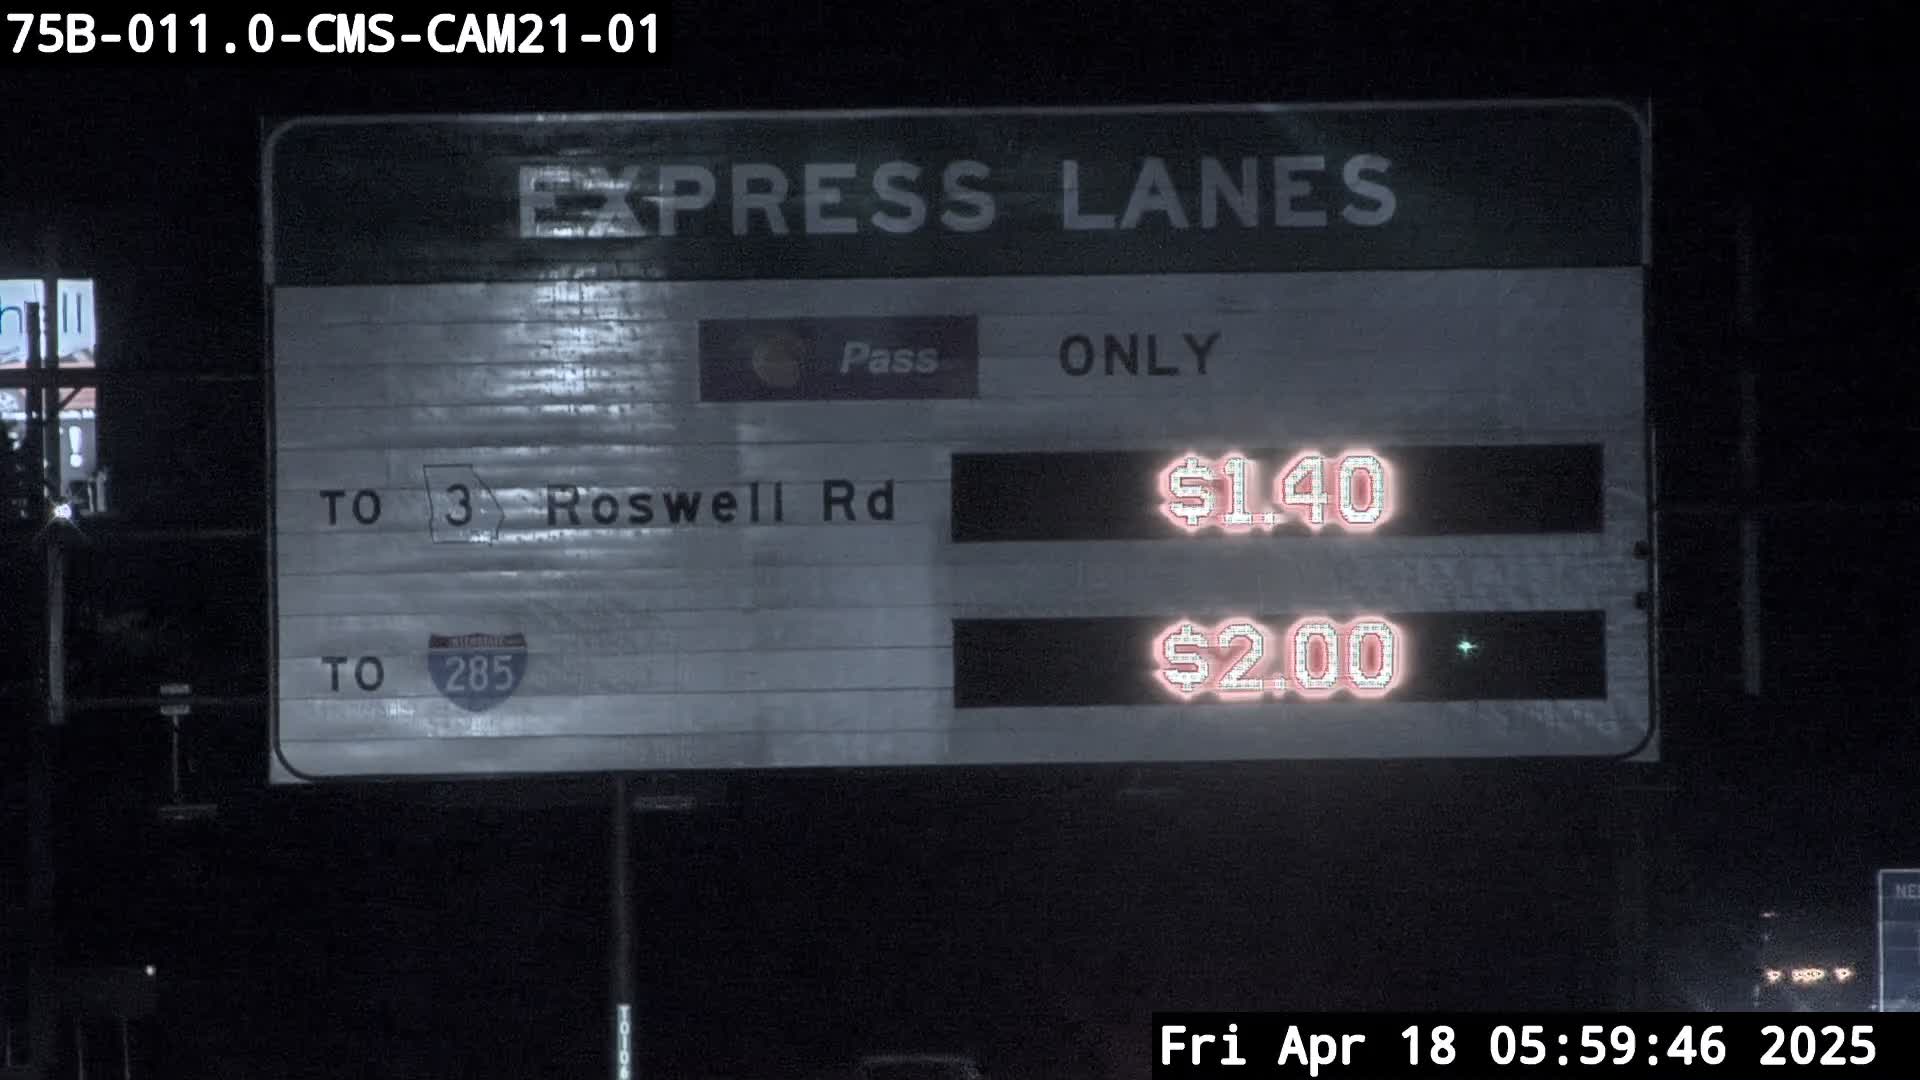 75B-011.0-CMS-CAM21-01
EXPRESS LANES
Pass ONLY
TO 3 Roswell Rd $1.40
TO INTERSTATE 285 $2.00
Fri Apr 18 05:59:46 2025